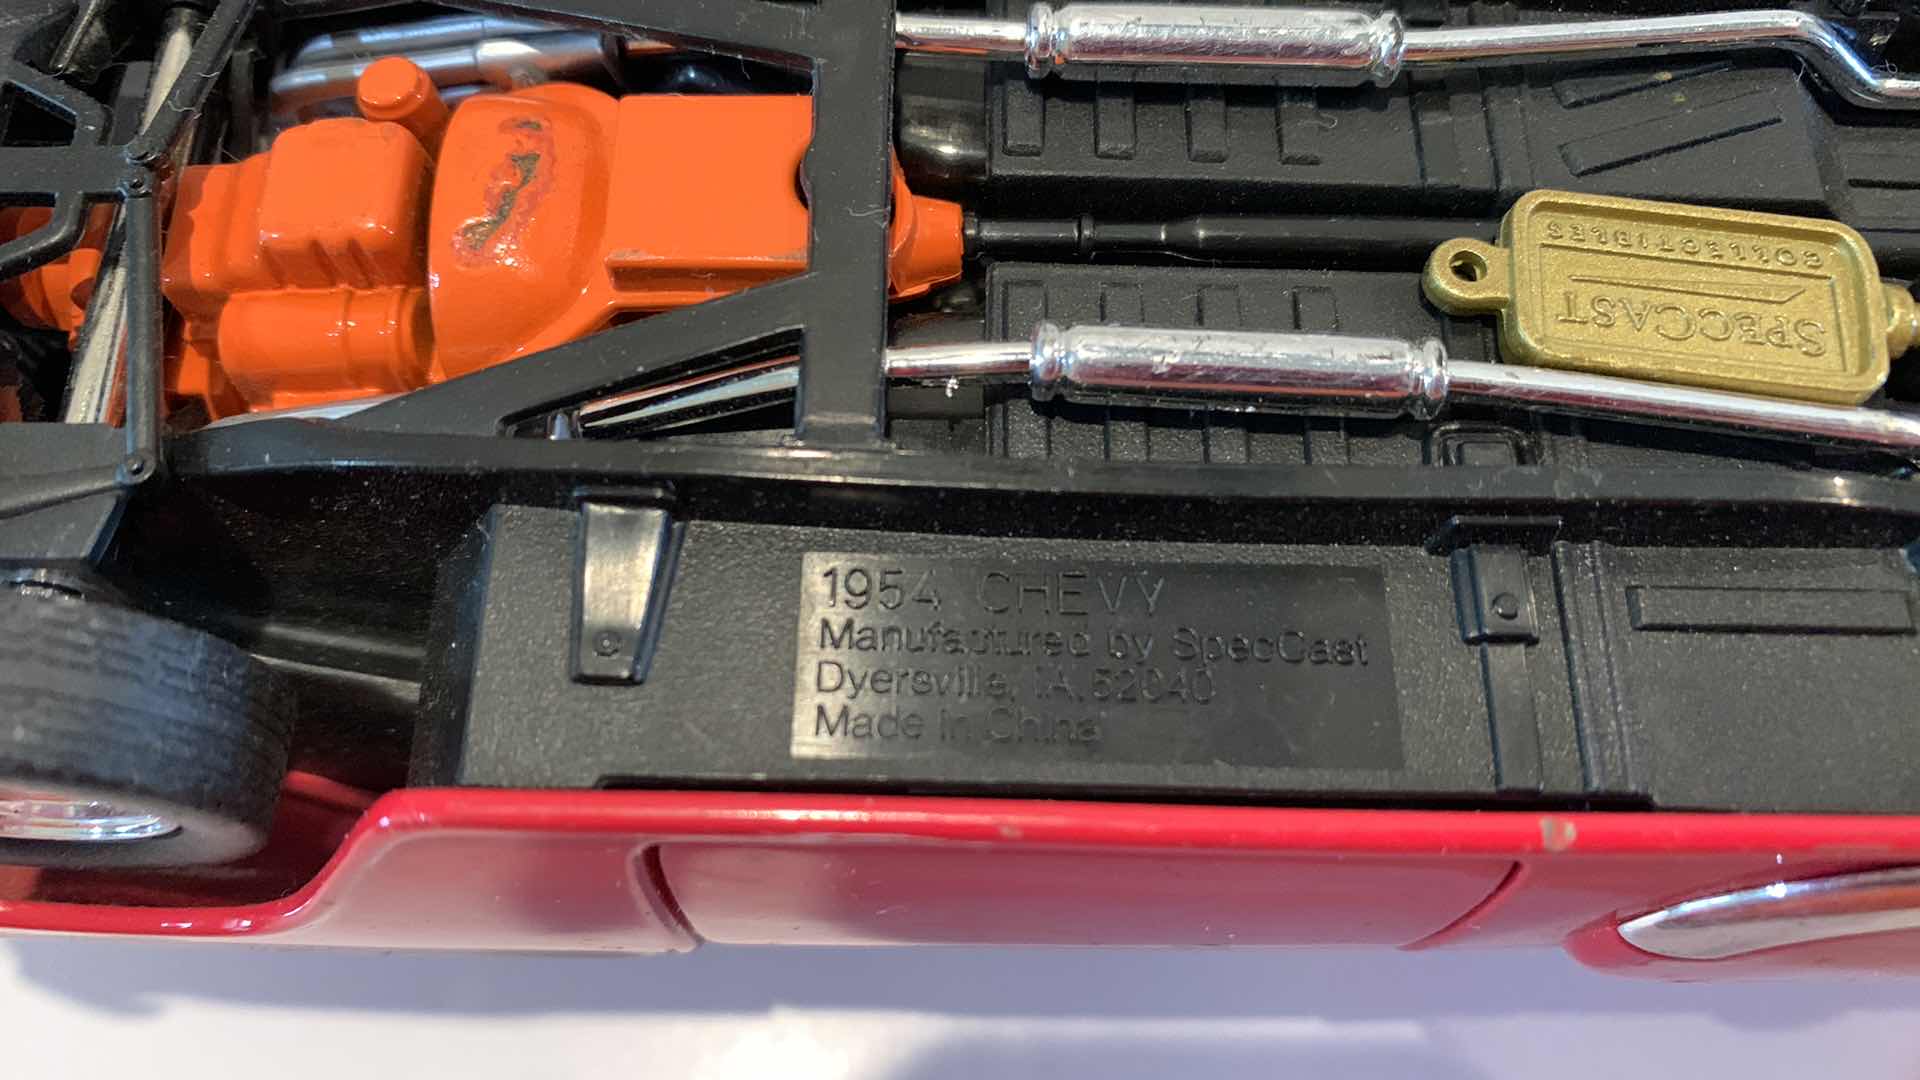 SPECCAST
COLLECTIBLES
1954 CHEVY
Manufactured by SpecCast
Dyersville, IA. 52040
Made in China